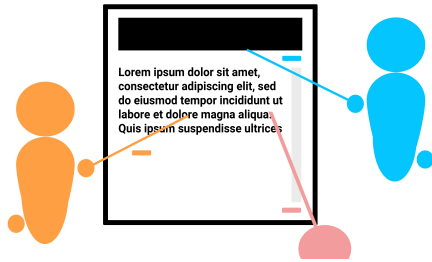 Lorem ipsum dolor sit amet,
consectetur adipiscing elit, sed
do eiusmod tempor incididunt ut
labore et dolore magna aliqua.
Quis ipsum suspendisse ultrices